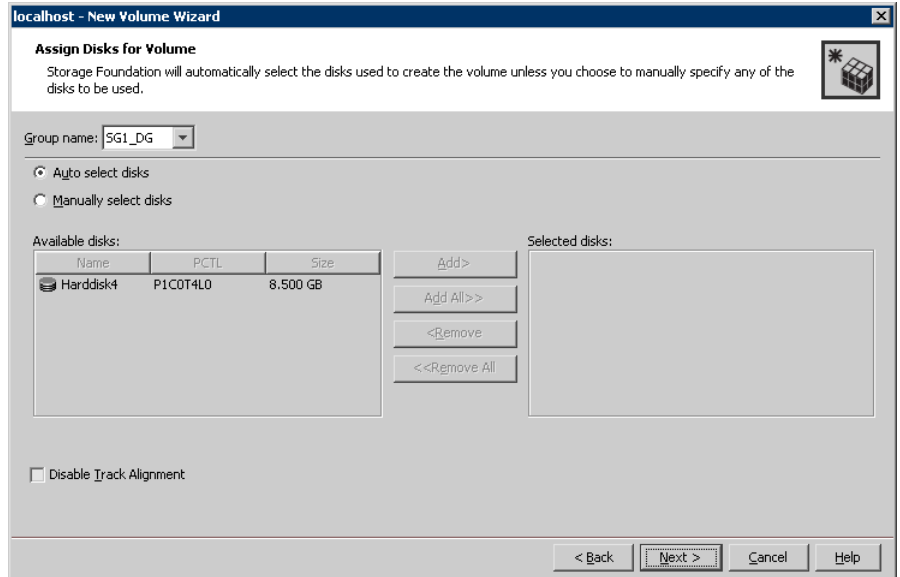 localhost - New Volume Wizard
Assign Disks for Volume
Storage Foundation will automatically select the disks used to create the volume unless you choose to manually specify any of the
disks to be used.
Group name: SG1_DG
Auto select disks
Manually select disks
Available disks:
Name PCTL Size
Harddisk4 P1C0T4L0 8.500 GB
Add>
Add All>>
<Remove
<<Remove All
Selected disks:
Disable Track Alignment
< Back Next > Cancel Help